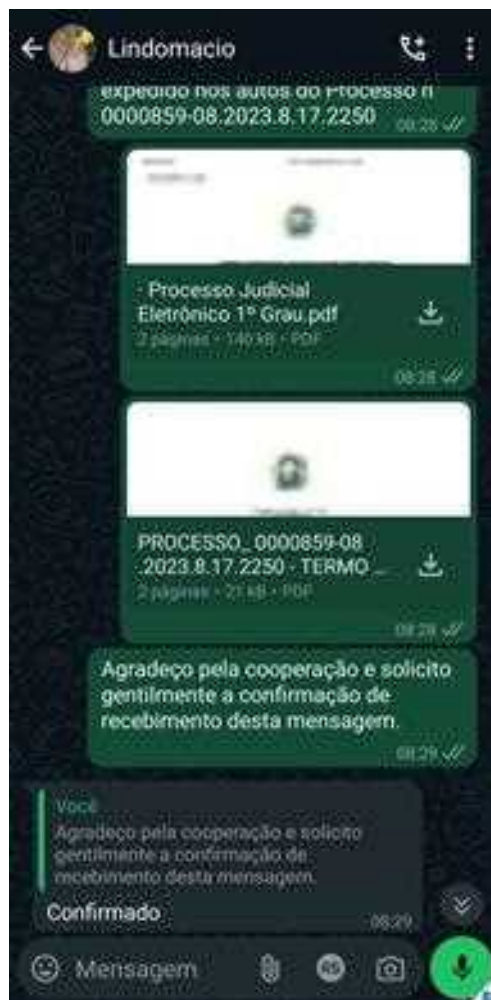 Lindomacio
expedido nos autos do Processo n
0000859-08.2023.8.17.2250
08:28
- Processo Judicial
Eletrônico 1º Grau.pdf
2 páginas • 140 kB • PDF
08:28
PROCESSO_ 0000859-08
.2023.8.17.2250 - TERMO ...
2 páginas • 21 kB • PDF
08:29
Agradeço pela cooperação e solicito
gentilmente a confirmação de
recebimento desta mensagem.
08:29
Você
Agradeço pela cooperação e solicito
gentilmente a confirmação de
recebimento desta mensagem.
Confirmado
08:29
Mensagem